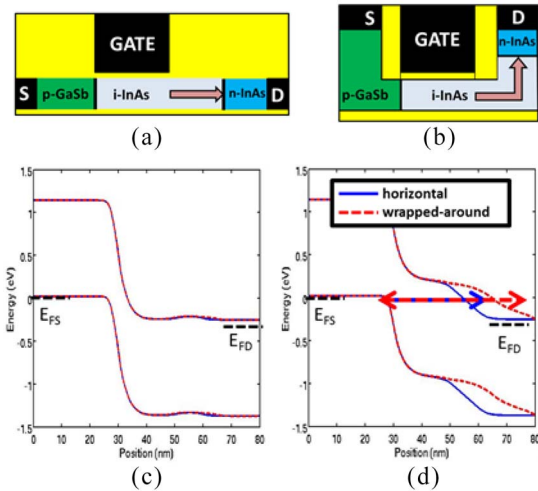 GATE
S
p-GaSb
i-InAs
n-InAs
D
(a)
S
GATE
D
n-InAs
p-GaSb
i-InAs
(b)
1.5
1
0.5
0
-0.5
-1
-1.5
Energy (eV)
E_FS
E_FD
0 10 20 30 40 50 60 70 80
Position (nm)
(c)
1.5
1
0.5
0
-0.5
-1
-1.5
Energy (eV)
horizontal
wrapped-around
E_FS
E_FD
0 10 20 30 40 50 60 70 80
Position (nm)
(d)